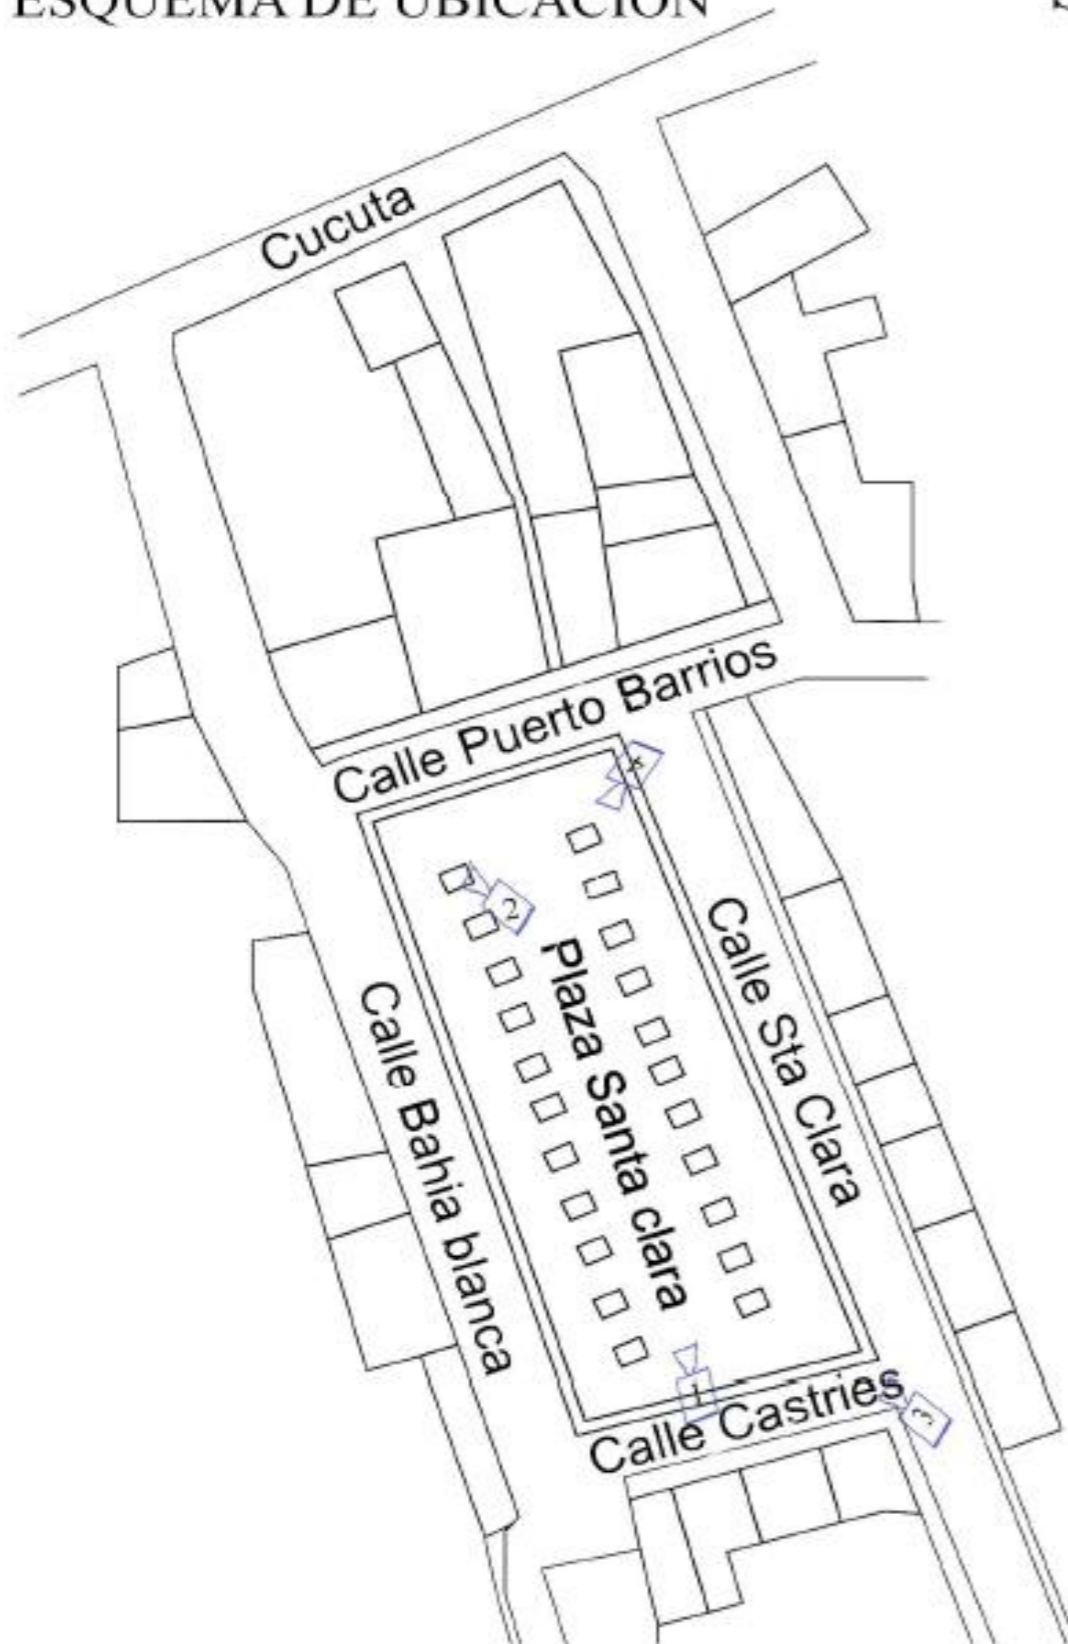 ESQUEMA DE UBICACION
Cucuta
Calle Puerto Barrios
2
Plaza Santa clara
Calle Sta Clara
Calle Bahia blanca
1
Calle Castries
3